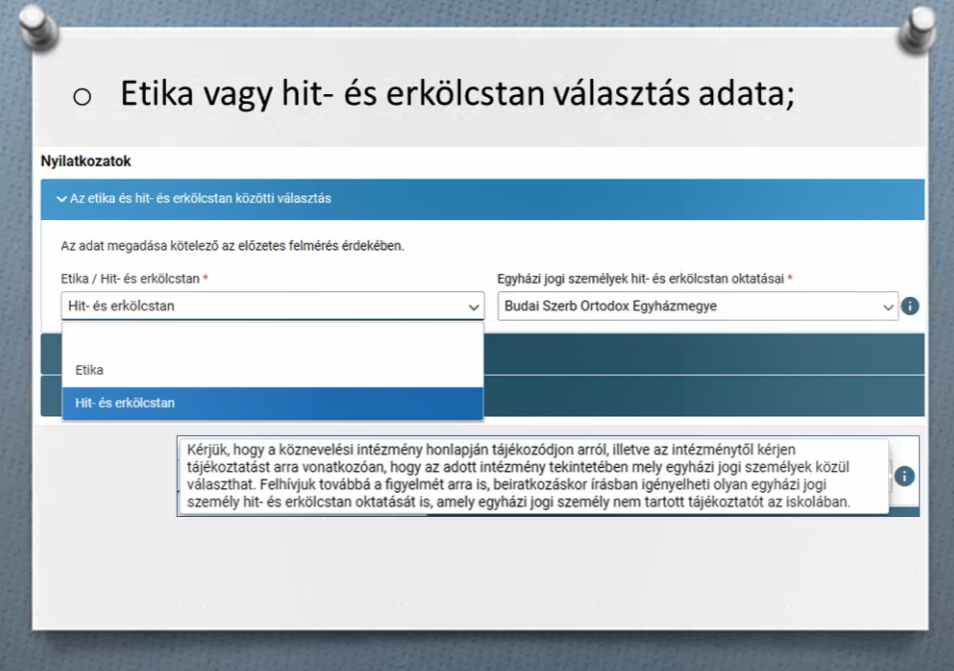 o Etika vagy hit- és erkölcstan választás adata;
Nyilatkozatok
Az etika és hit- és erkölcstan közötti választás
Az adat megadása kötelező az előzetes felmérés érdekében.
Etika / Hit- és erkölcstan *
Egyházi jogi személyek hit- és erkölcstan oktatásai *
Hit- és erkölcstan
Budai Szerb Ortodox Egyházmegye
Etika
Hit- és erkölcstan
Kérjük, hogy a köznevelési intézmény honlapján tájékozódjon arról, illetve az intézménytől kérjen
tájékoztatást arra vonatkozóan, hogy az adott intézmény tekintetében mely egyházi jogi személyek közül
választhat. Felhívjuk továbbá a figyelmét arra is, beiratkozáskor írásban igényelheti olyan egyházi jogi
személy hit- és erkölcstan oktatását is, amely egyházi jogi személy nem tartott tájékoztatót az iskolában.